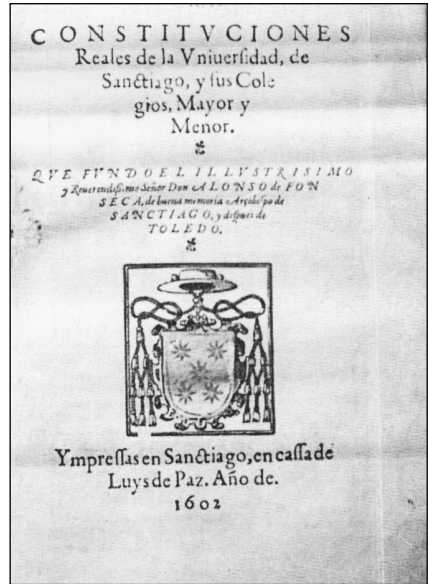 CONSTITVCIONES
Reales de la Vniuersidad, de
Sanctiago, y sus Cole
gios, Mayor y
Menor.
QVE FVNDO EL ILLVSTRISIMO
y Reuerendissimo Señor Don ALONSO de FON
SECA, de buena memoria Arçobispo de
SANCTIAGO, y despues de
TOLEDO.
Ympressas en Sanctiago, en cassa de
Luys de Paz. Año de.
1602